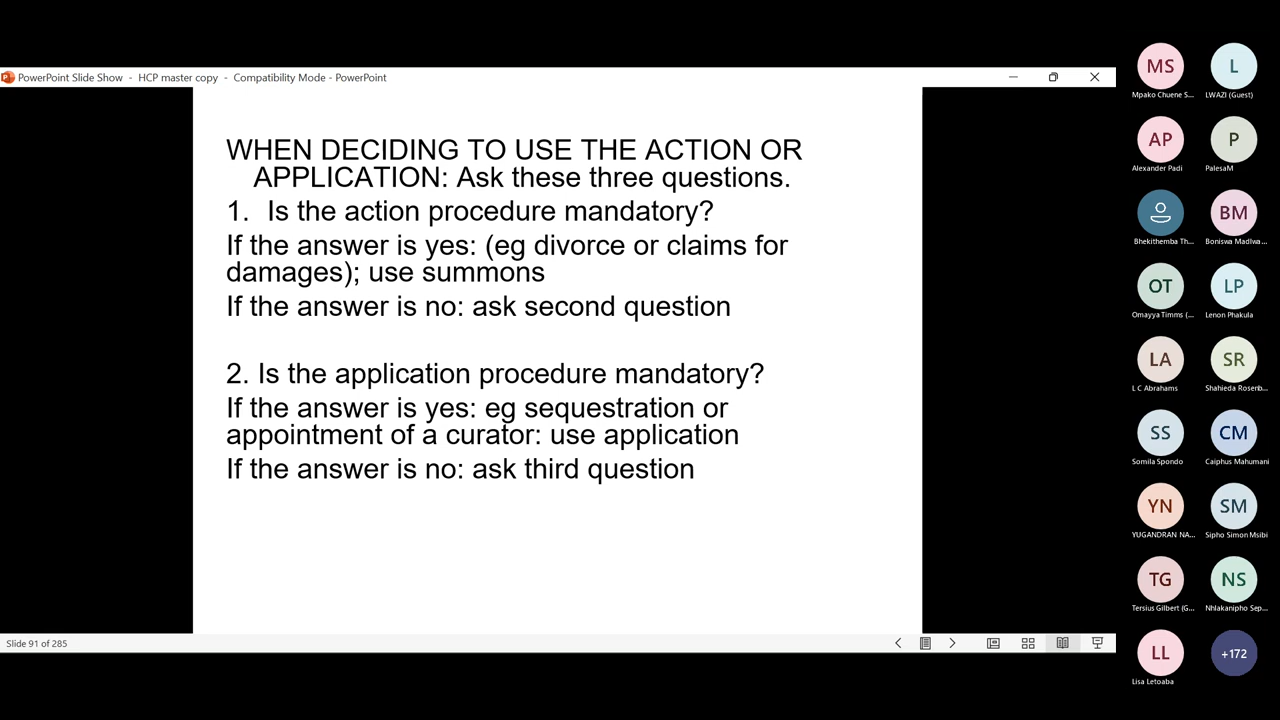 PowerPoint Slide Show - HCP master copy - Compatibility Mode - PowerPoint
WHEN DECIDING TO USE THE ACTION OR
APPLICATION: Ask these three questions.
1. Is the action procedure mandatory?
If the answer is yes: (eg divorce or claims for
damages); use summons
If the answer is no: ask second question
2. Is the application procedure mandatory?
If the answer is yes: eg sequestration or
appointment of a curator: use application
If the answer is no: ask third question
Slide 91 of 285
MS
Mpako Chuene S...
L
LWAZI (Guest)
AP
Alexander Padi
P
PalesaM
Bhekithemba Th...
BM
Boniswa Madlwa...
OT
Omayya Timms (...
LP
Lenon Phakula
LA
L C Abrahams
SR
Shahieda Rosenb...
SS
Somila Spondo
CM
Caiphus Mahumani
YN
YUGANDRAN NA...
SM
Sipho Simon Msibi
TG
Tersius Gilbert (G...
NS
Nhlakanipho Sep...
LL
Lisa Letoaba
+172